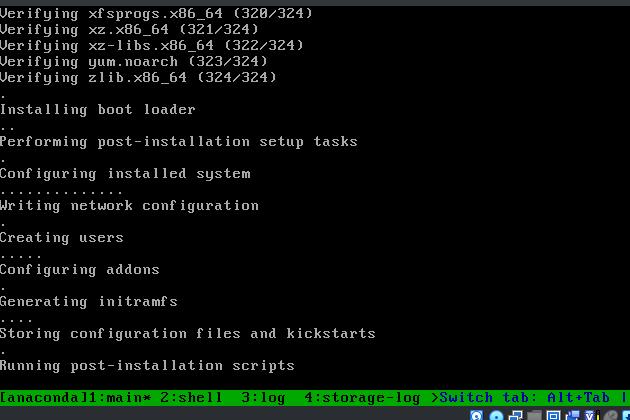 Verifying xfsprogs.x86_64 (320/324)
Verifying xz.x86_64 (321/324)
Verifying xz-libs.x86_64 (322/324)
Verifying yum.noarch (323/324)
Verifying zlib.x86_64 (324/324)
.
Installing boot loader
..
Performing post-installation setup tasks
.
Configuring installed system
..............
Writing network configuration
.
Creating users
.....
Configuring addons
.
Generating initramfs
....
Storing configuration files and kickstarts
.
Running post-installation scripts
[anaconda]1:main* 2:shell  3:log  4:storage-log >Switch tab: Alt+Tab |